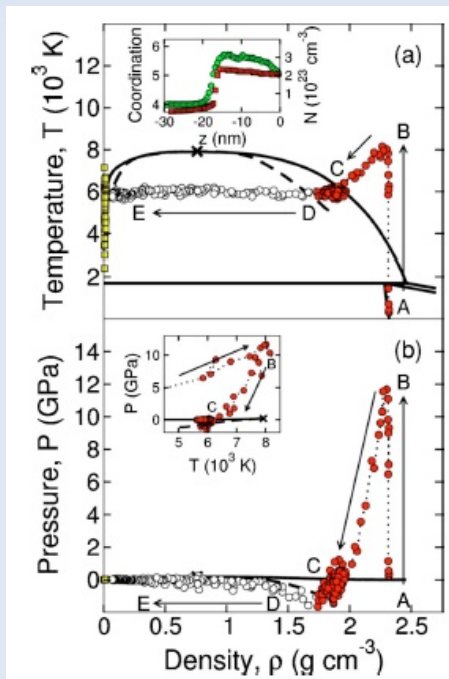 (a)
Temperature, T (10³ K)
12
10
8
6
4
2
Coordination
6
5
4
-30 -20 -10 0
z (nm)
3
2
1
0
N (10²³ cm⁻³)
B
C
D
E
A
(b)
Pressure, P (GPa)
14
12
10
8
6
4
2
0
-2
P (GPa)
10
5
0
5 6 7 8
T (10³ K)
B
C
B
C
A
E D
0 0.5 1 1.5 2 2.5
Density, ρ (g cm⁻³)